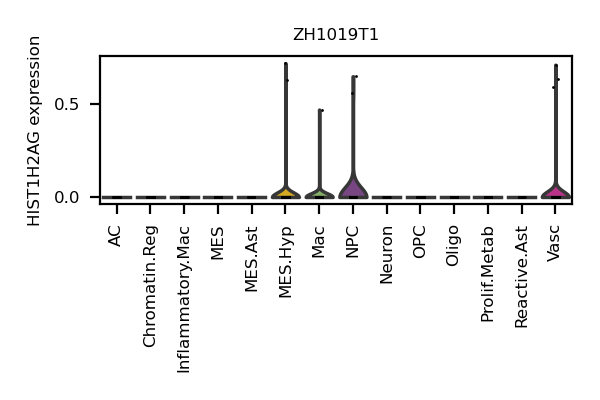 ZH1019T1
HIST1H2AG expression
0.5
0.0
AC
Chromatin.Reg
Inflammatory.Mac
MES
MES.Ast
MES.Hyp
Mac
NPC
Neuron
OPC
Oligo
Prolif.Metab
Reactive.Ast
Vasc